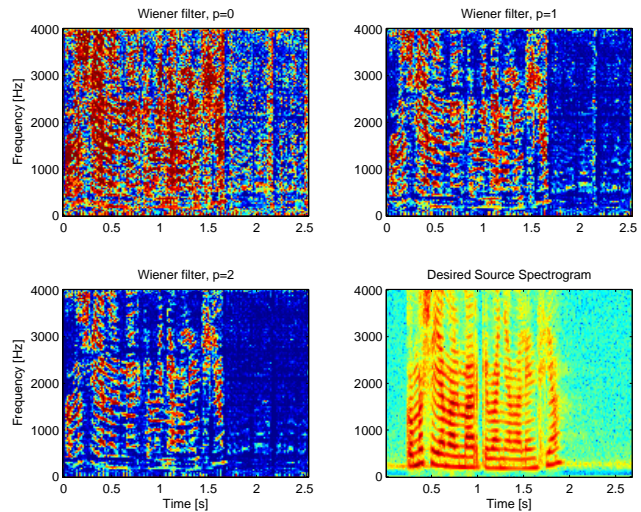 Wiener filter, p=0
Wiener filter, p=1
Frequency [Hz]
4000
3000
2000
1000
0
0 0.5 1 1.5 2 2.5
4000
3000
2000
1000
0
0 0.5 1 1.5 2 2.5
Wiener filter, p=2
Desired Source Spectrogram
Frequency [Hz]
4000
3000
2000
1000
0
0 0.5 1 1.5 2 2.5
Time [s]
4000
3000
2000
1000
0
0.5 1 1.5 2 2.5
Time [s]